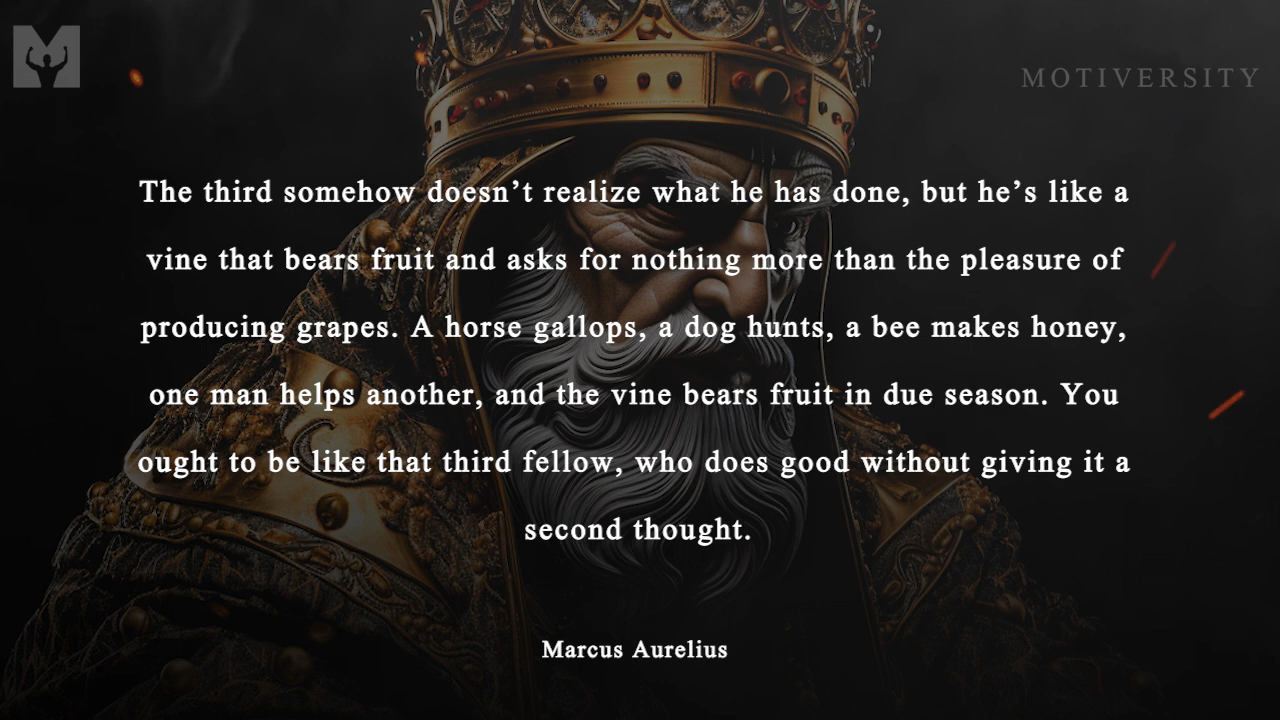 MOTIVERSITY
The third somehow doesn’t realize what he has done, but he’s like a
vine that bears fruit and asks for nothing more than the pleasure of
producing grapes. A horse gallops, a dog hunts, a bee makes honey,
one man helps another, and the vine bears fruit in due season. You
ought to be like that third fellow, who does good without giving it a
second thought.
Marcus Aurelius